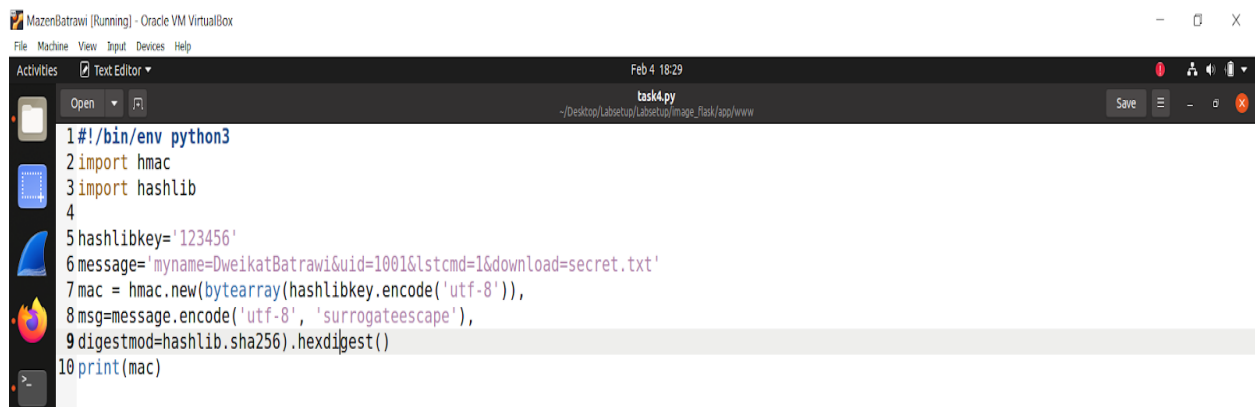 MazenBatrawi [Running] - Oracle VM VirtualBox
File Machine View Input Devices Help
Activities Text Editor Feb 4 18:29
Open task4.py Save
~/Desktop/Labsetup/Labsetup/image_flask/app/www
1 #!/bin/env python3
2 import hmac
3 import hashlib
4
5 hashlibkey='123456'
6 message='myname=DweikatBatrawi&uid=1001&lstcmd=1&download=secret.txt'
7 mac = hmac.new(bytearray(hashlibkey.encode('utf-8')),
8 msg=message.encode('utf-8', 'surrogateescape'),
9 digestmod=hashlib.sha256).hexdigest()
10 print(mac)